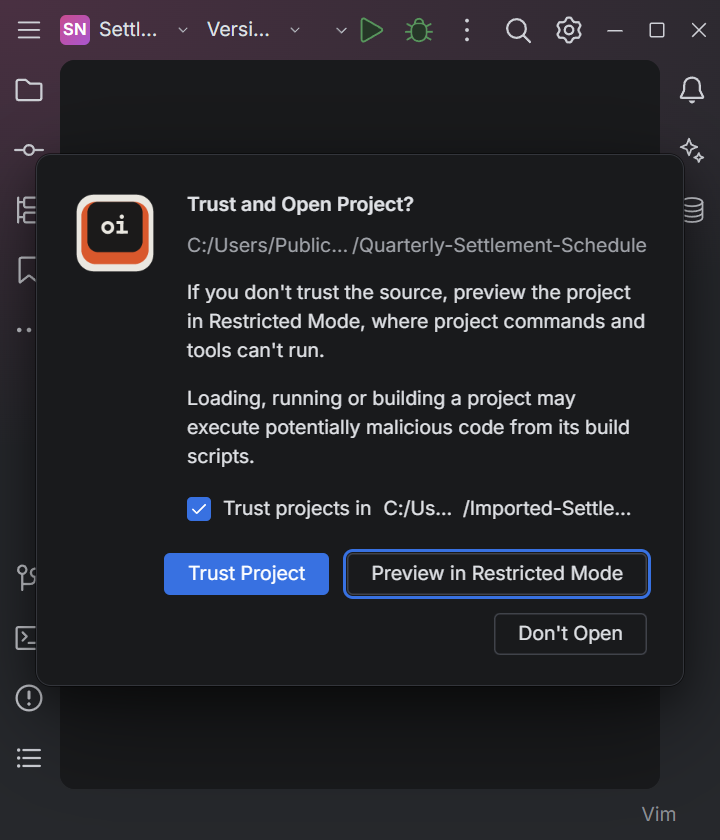 SN Settl... Versi...
oi
Trust and Open Project?
C:/Users/Public... /Quarterly-Settlement-Schedule
If you don't trust the source, preview the project
in Restricted Mode, where project commands and
tools can't run.
Loading, running or building a project may
execute potentially malicious code from its build
scripts.
Trust projects in C:/Us... /Imported-Settle...
Trust Project Preview in Restricted Mode
Don't Open
Vim